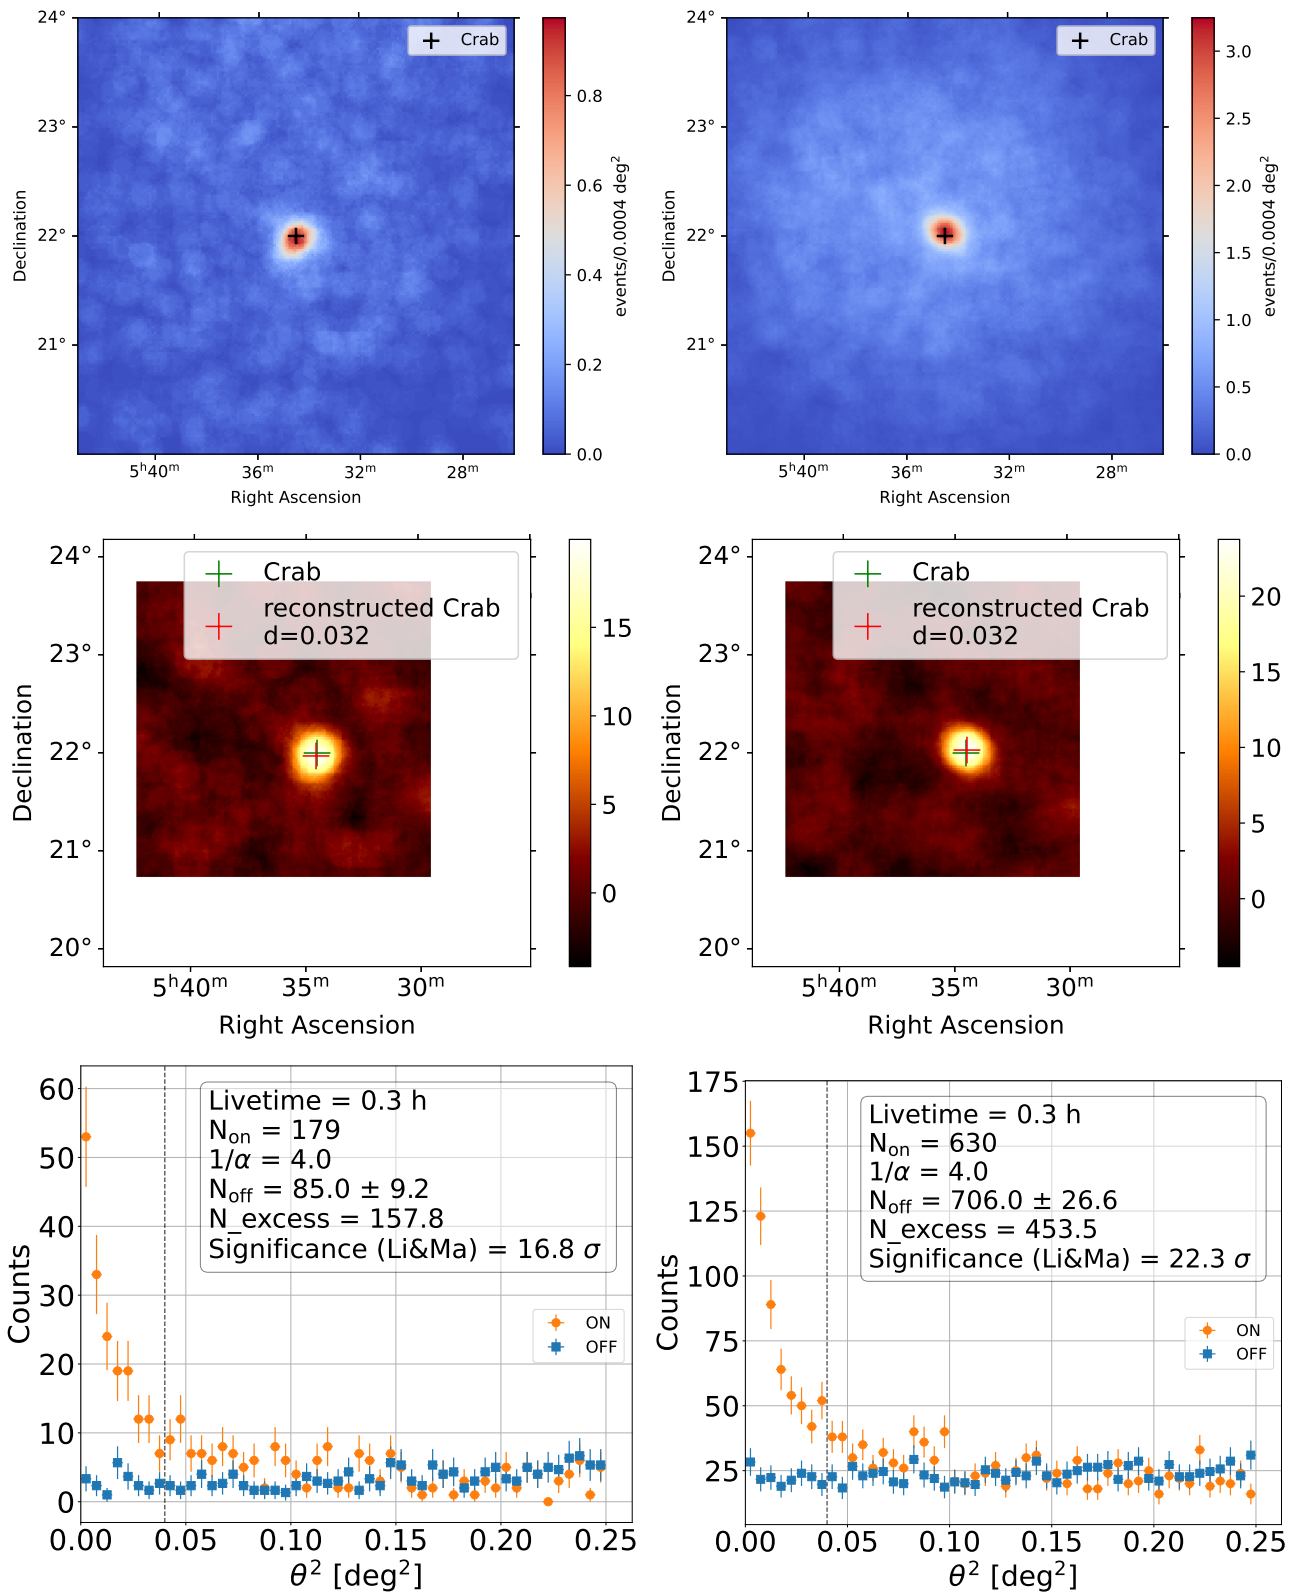 24°
23°
22°
21°
Declination
5ʰ40ᵐ
36ᵐ
32ᵐ
28ᵐ
Right Ascension
Crab
0.8
0.6
0.4
0.2
0.0
events/0.0004 deg²
24°
23°
22°
21°
Declination
5ʰ40ᵐ
36ᵐ
32ᵐ
28ᵐ
Right Ascension
Crab
3.0
2.5
2.0
1.5
1.0
0.5
0.0
events/0.0004 deg²
24°
23°
22°
21°
20°
Declination
5ʰ40ᵐ
35ᵐ
30ᵐ
Right Ascension
Crab
reconstructed Crab
d=0.032
15
10
5
0
24°
23°
22°
21°
20°
Declination
5ʰ40ᵐ
35ᵐ
30ᵐ
Right Ascension
Crab
reconstructed Crab
d=0.032
20
15
10
5
0
60
50
40
30
20
10
0
Counts
Livetime = 0.3 h
Nₒₙ = 179
1/α = 4.0
N_off = 85.0 ± 9.2
N_excess = 157.8
Significance (Li&Ma) = 16.8 σ
ON
OFF
0.00
0.05
0.10
0.15
0.20
0.25
θ² [deg²]
175
150
125
100
75
50
25
Counts
Livetime = 0.3 h
Nₒₙ = 630
1/α = 4.0
N_off = 706.0 ± 26.6
N_excess = 453.5
Significance (Li&Ma) = 22.3 σ
ON
OFF
0.00
0.05
0.10
0.15
0.20
0.25
θ² [deg²]